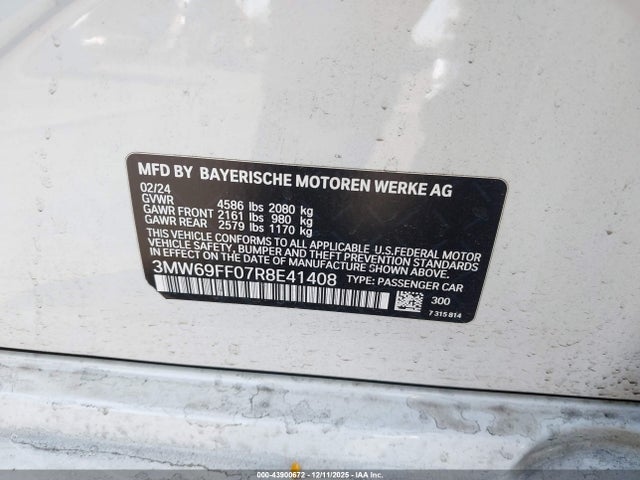 MFD BY BAYERISCHE MOTOREN WERKE AG
02/24
GVWR 4586 lbs 2080 kg
GAWR FRONT 2161 lbs 980 kg
GAWR REAR 2579 lbs 1170 kg
THIS VEHICLE CONFORMS TO ALL APPLICABLE U.S.FEDERAL MOTOR
VEHICLE SAFETY, BUMPER AND THEFT PREVENTION STANDARDS
IN EFFECT ON THE DATE OF MANUFACTURE SHOWN ABOVE.
3MW69FF07R8E41408 TYPE: PASSENGER CAR
300
7 315 814
000-43900672 - 12/11/2025 - IAAI.COM